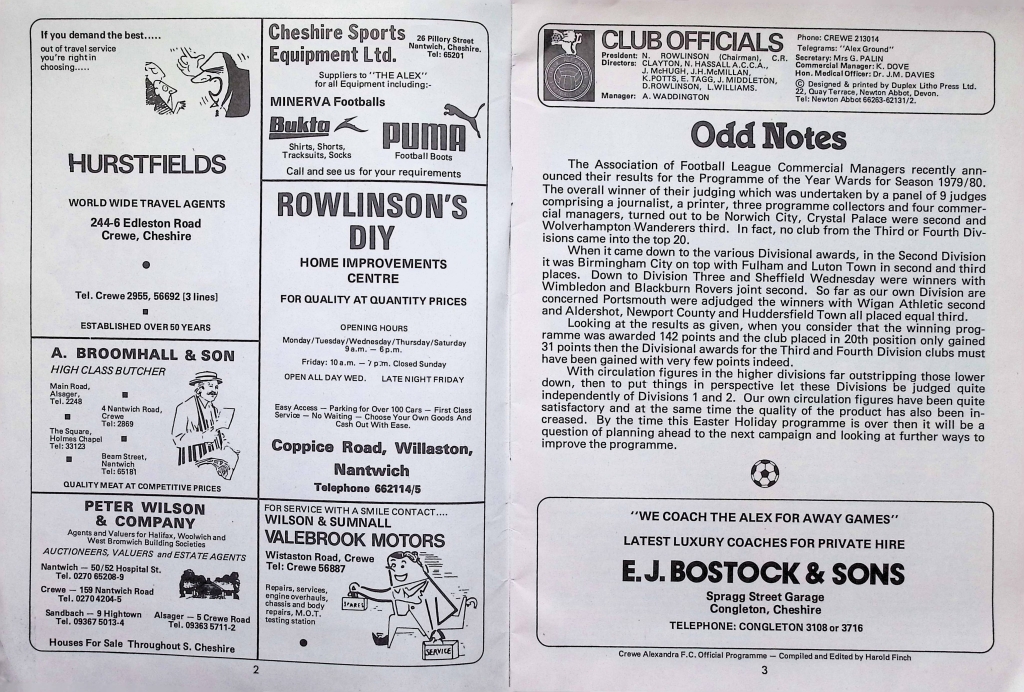 If you demand the best.....
out of travel service
you're right in
choosing.....
HURSTFIELDS
WORLD WIDE TRAVEL AGENTS
244-6 Edleston Road
Crewe, Cheshire
Tel. Crewe 2955, 56692 [3 lines]
ESTABLISHED OVER 50 YEARS
A. BROOMHALL & SON
HIGH CLASS BUTCHER
Main Road,
Alsager,
Tel. 2248
4 Nantwich Road,
Crewe
Tel: 2869
The Square,
Holmes Chapel
Tel: 33123
Beam Street,
Nantwich
Tel: 65181
QUALITY MEAT AT COMPETITIVE PRICES
PETER WILSON
& COMPANY
Agents and Valuers for Halifax, Woolwich and
West Bromwich Building Societies
AUCTIONEERS, VALUERS and ESTATE AGENTS
Nantwich — 50/52 Hospital St.
Tel. 0270 65208-9
Crewe — 159 Nantwich Road
Tel. 0270 4204-5
Sandbach — 9 Hightown
Tel. 09367 5013-4
Alsager — 5 Crewe Road
Tel. 09363 5711-2
Houses For Sale Throughout S. Cheshire
Cheshire Sports
Equipment Ltd.
26 Pillory Street
Nantwich, Cheshire.
Tel: 65201
Suppliers to "THE ALEX"
for all Equipment including:-
MINERVA Footballs
Bukta
Shirts, Shorts,
Tracksuits, Socks
PUMA
Football Boots
Call and see us for your requirements
ROWLINSON'S
DIY
HOME IMPROVEMENTS
CENTRE
FOR QUALITY AT QUANTITY PRICES
OPENING HOURS
Monday/Tuesday/Wednesday/Thursday/Saturday
9 a.m. — 6 p.m.
Friday: 10 a.m. — 7 p.m. Closed Sunday
OPEN ALL DAY WED. LATE NIGHT FRIDAY
Easy Access — Parking for Over 100 Cars — First Class
Service — No Waiting — Choose Your Own Goods And
Cash Out With Ease.
Coppice Road, Willaston,
Nantwich
Telephone 662114/5
FOR SERVICE WITH A SMILE CONTACT....
WILSON & SUMNALL
VALEBROOK MOTORS
Wistaston Road, Crewe
Tel: Crewe 56887
Repairs, services,
engine overhauls,
chassis and body
repairs, M.O.T.
testing station
SPARES
SERVICE
2
CLUB OFFICIALS
President: N. ROWLINSON (Chairman), C.R.
Directors: CLAYTON, N. HASSALL A.C.C.A.,
J. McHUGH, J.H.McMILLAN,
K.POTTS, E. TAGG, J. MIDDLETON,
D.ROWLINSON, L.WILLIAMS.
Manager: A. WADDINGTON
Phone: CREWE 213014
Telegrams: "Alex Ground"
Secretary: Mrs G. PALIN
Commercial Manager: K. DOVE
Hon. Medical Officer: Dr. J.M. DAVIES
© Designed & printed by Duplex Litho Press Ltd.
22, Quay Terrace, Newton Abbot, Devon.
Tel: Newton Abbot 66263-62131/2.
Odd Notes
The Association of Football League Commercial Managers recently ann-
ounced their results for the Programme of the Year Wards for Season 1979/80.
The overall winner of their judging which was undertaken by a panel of 9 judges
comprising a journalist, a printer, three programme collectors and four commer-
cial managers, turned out to be Norwich City, Crystal Palace were second and
Wolverhampton Wanderers third. In fact, no club from the Third or Fourth Div-
isions came into the top 20.
When it came down to the various Divisional awards, in the Second Division
it was Birmingham City on top with Fulham and Luton Town in second and third
places. Down to Division Three and Sheffield Wednesday were winners with
Wimbledon and Blackburn Rovers joint second. So far as our own Division are
concerned Portsmouth were adjudged the winners with Wigan Athletic second
and Aldershot, Newport County and Huddersfield Town all placed equal third.
Looking at the results as given, when you consider that the winning prog-
ramme was awarded 142 points and the club placed in 20th position only gained
31 points then the Divisional awards for the Third and Fourth Division clubs must
have been gained with very few points indeed.
With circulation figures in the higher divisions far outstripping those lower
down, then to put things in perspective let these Divisions be judged quite
independently of Divisions 1 and 2. Our own circulation figures have been quite
satisfactory and at the same time the quality of the product has also been in-
creased. By the time this Easter Holiday programme is over then it will be a
question of planning ahead to the next campaign and looking at further ways to
improve the programme.
"WE COACH THE ALEX FOR AWAY GAMES"
LATEST LUXURY COACHES FOR PRIVATE HIRE
E.J. BOSTOCK & SONS
Spragg Street Garage
Congleton, Cheshire
TELEPHONE: CONGLETON 3108 or 3716
Crewe Alexandra F.C. Official Programme — Compiled and Edited by Harold Finch
3